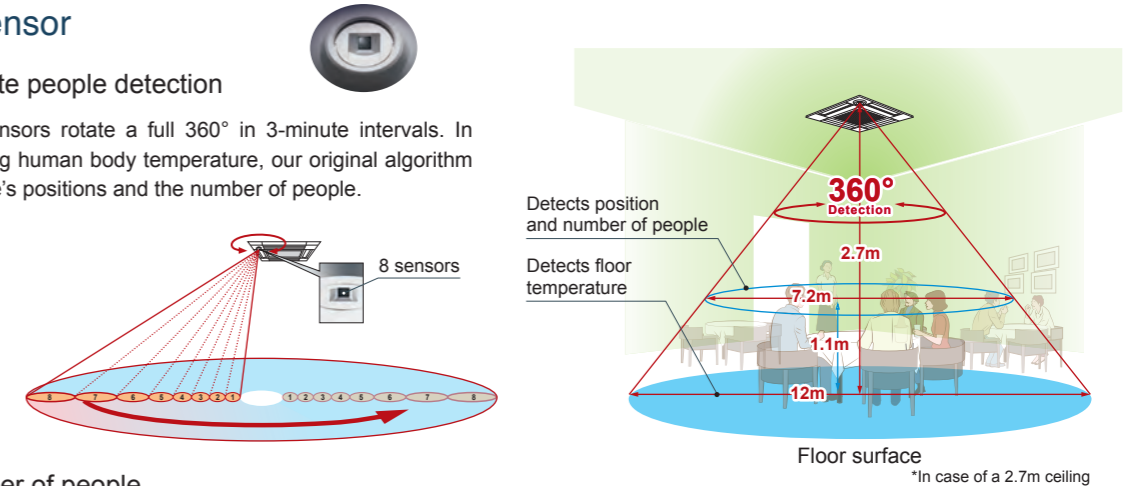 ensor
te people detection
nsors rotate a full 360° in 3-minute intervals. In
g human body temperature, our original algorithm
e's positions and the number of people.
8 sensors
8 7 6 5 4 3 2 1 1 2 3 4 5 6 7 8
er of people
360°
Detection
Detects position
and number of people
2.7m
Detects floor
temperature
7.2m
1.1m
12m
Floor surface
*In case of a 2.7m ceiling